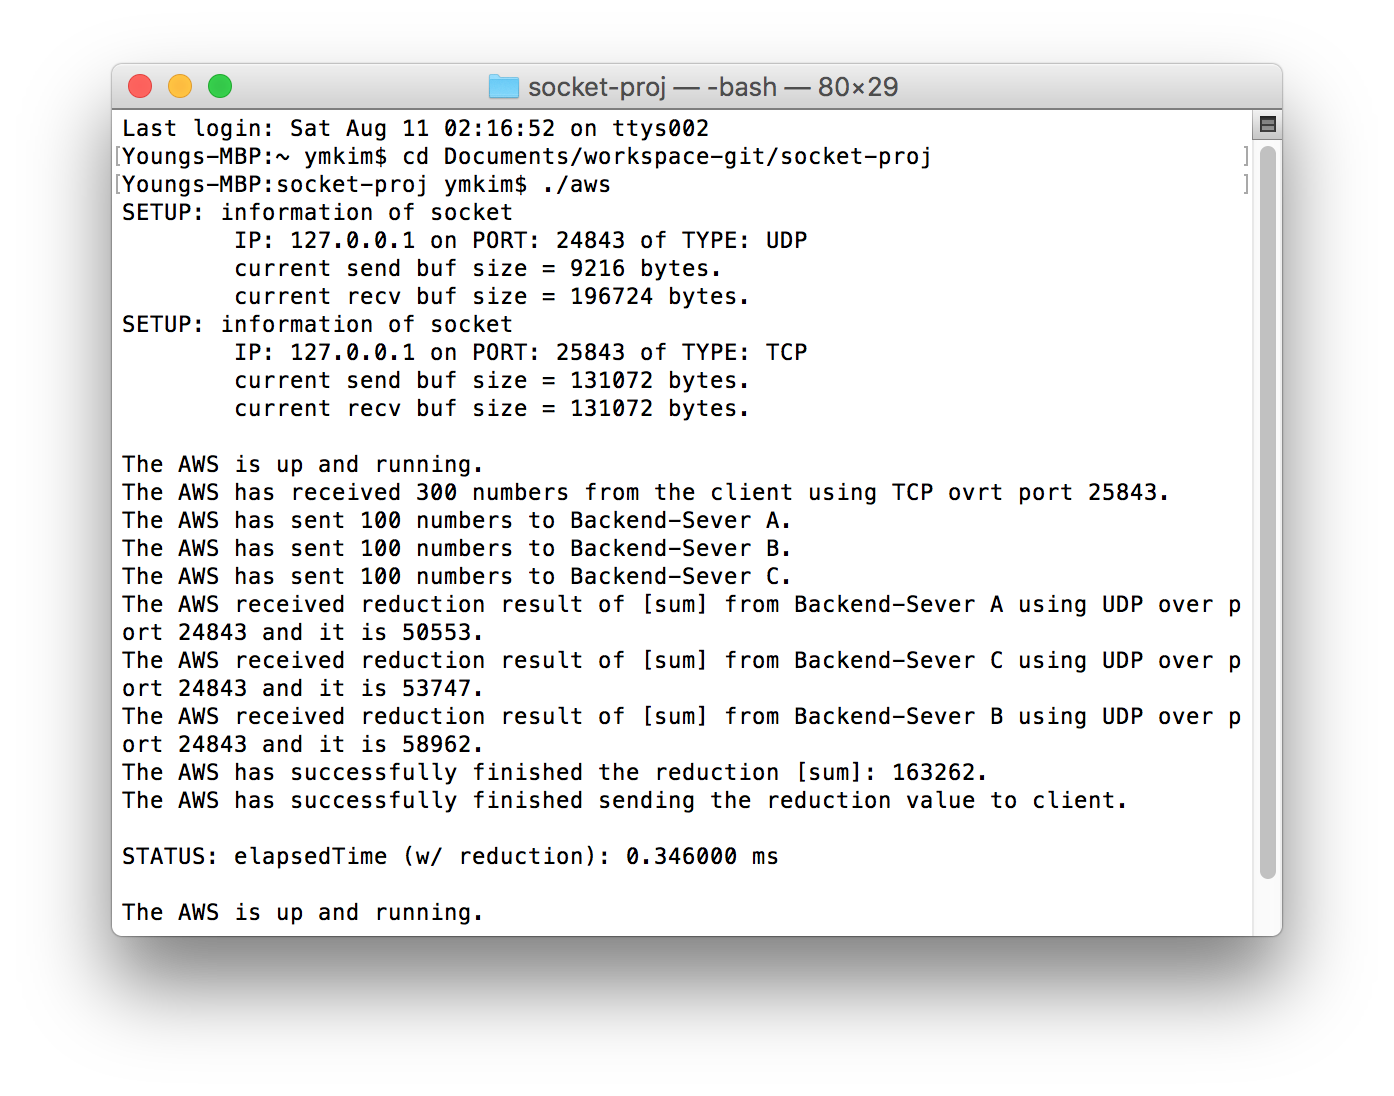 socket-proj — -bash — 80×29
Last login: Sat Aug 11 02:16:52 on ttys002
[Youngs-MBP:~ ymkim$ cd Documents/workspace-git/socket-proj ]
[Youngs-MBP:socket-proj ymkim$ ./aws ]
SETUP: information of socket
IP: 127.0.0.1 on PORT: 24843 of TYPE: UDP
current send buf size = 9216 bytes.
current recv buf size = 196724 bytes.
SETUP: information of socket
IP: 127.0.0.1 on PORT: 25843 of TYPE: TCP
current send buf size = 131072 bytes.
current recv buf size = 131072 bytes.
The AWS is up and running.
The AWS has received 300 numbers from the client using TCP ovrt port 25843.
The AWS has sent 100 numbers to Backend-Sever A.
The AWS has sent 100 numbers to Backend-Sever B.
The AWS has sent 100 numbers to Backend-Sever C.
The AWS received reduction result of [sum] from Backend-Sever A using UDP over p
ort 24843 and it is 50553.
The AWS received reduction result of [sum] from Backend-Sever C using UDP over p
ort 24843 and it is 53747.
The AWS received reduction result of [sum] from Backend-Sever B using UDP over p
ort 24843 and it is 58962.
The AWS has successfully finished the reduction [sum]: 163262.
The AWS has successfully finished sending the reduction value to client.
STATUS: elapsedTime (w/ reduction): 0.346000 ms
The AWS is up and running.